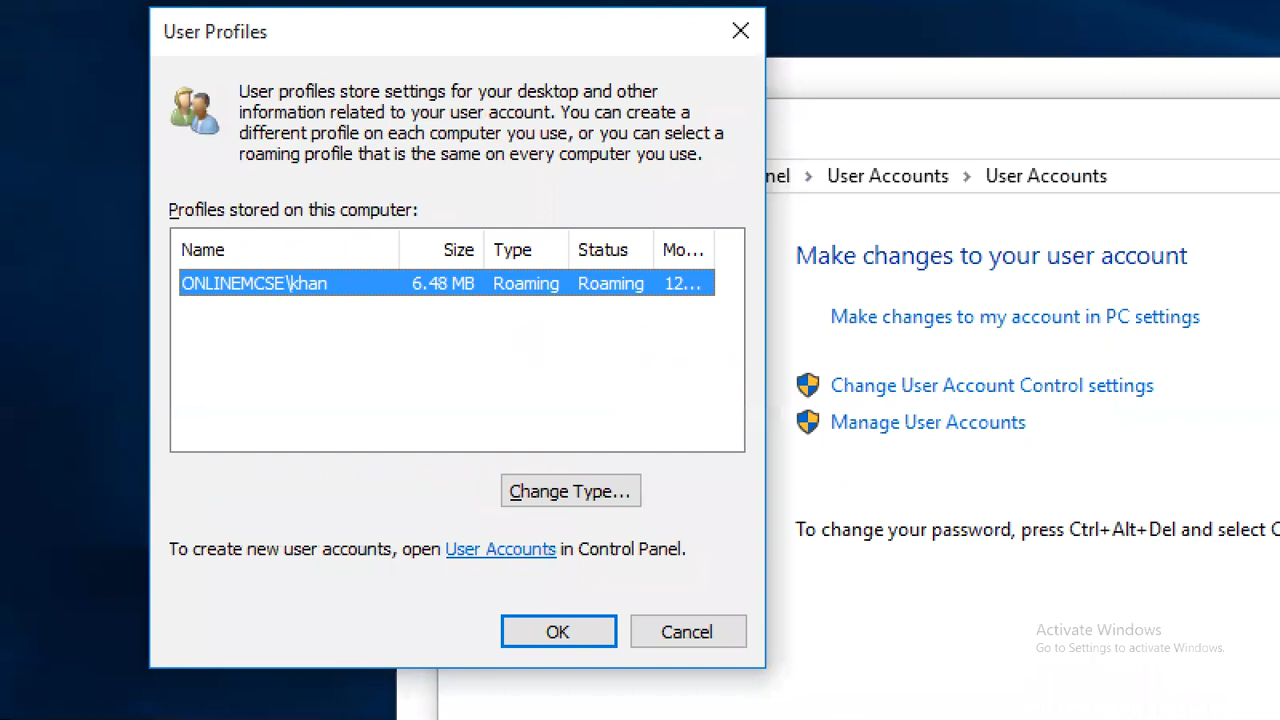 User Profiles
User profiles store settings for your desktop and other
information related to your user account. You can create a
different profile on each computer you use, or you can select a
roaming profile that is the same on every computer you use.
Profiles stored on this computer:
Name Size Type Status Mo...
ONLINEMCSE\khan 6.48 MB Roaming Roaming 12...
Change Type...
To create new user accounts, open User Accounts in Control Panel.
OK Cancel
nel > User Accounts > User Accounts
Make changes to your user account
Make changes to my account in PC settings
Change User Account Control settings
Manage User Accounts
To change your password, press Ctrl+Alt+Del and select C
Activate Windows
Go to Settings to activate Windows.